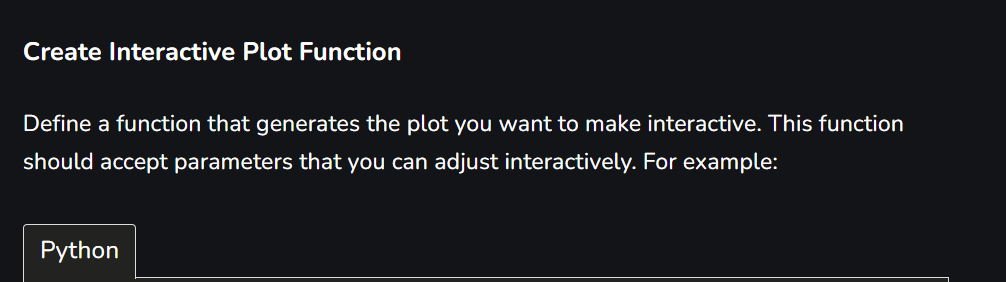 Create Interactive Plot Function
Define a function that generates the plot you want to make interactive. This function
should accept parameters that you can adjust interactively. For example:
Python